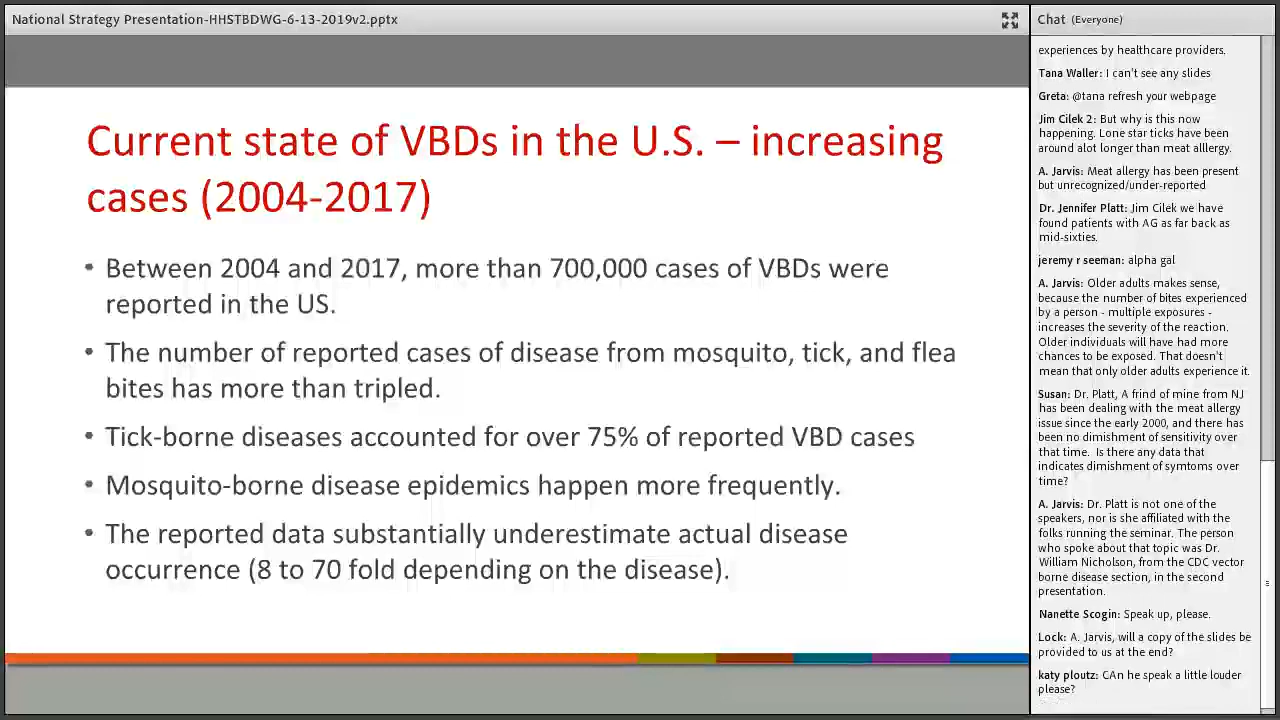 National Strategy Presentation-HHSTBDWG-6-13-2019v2.pptx
Current state of VBDs in the U.S. – increasing
cases (2004-2017)
• Between 2004 and 2017, more than 700,000 cases of VBDs were
reported in the US.
• The number of reported cases of disease from mosquito, tick, and flea
bites has more than tripled.
• Tick-borne diseases accounted for over 75% of reported VBD cases
• Mosquito-borne disease epidemics happen more frequently.
• The reported data substantially underestimate actual disease
occurrence (8 to 70 fold depending on the disease).
Chat (Everyone)
experiences by healthcare providers.
Tana Waller: I can't see any slides
Greta: @tana refresh your webpage
Jim Cilek 2: But why is this now
happening. Lone star ticks have been
around alot longer than meat alllergy.
A. Jarvis: Meat allergy has been present
but unrecognized/under-reported
Dr. Jennifer Platt: Jim Cilek we have
found patients with AG as far back as
mid-sixties.
jeremy r seeman: alpha gal
A. Jarvis: Older adults makes sense,
because the number of bites experienced
by a person - multiple exposures -
increases the severity of the reaction.
Older individuals will have had more
chances to be exposed. That doesn't
mean that only older adults experience it.
Susan: Dr. Platt, A frind of mine from NJ
has been dealing with the meat allergy
issue since the early 2000, and there has
been no dimishment of sensitivity over
that time. Is there any data that
indicates dimishment of symtoms over
time?
A. Jarvis: Dr. Platt is not one of the
speakers, nor is she affiliated with the
folks running the seminar. The person
who spoke about that topic was Dr.
William Nicholson, from the CDC vector
borne disease section, in the second
presentation.
Nanette Scogin: Speak up, please.
Lock: A. Jarvis, will a copy of the slides be
provided to us at the end?
katy ploutz: CAn he speak a little louder
please?